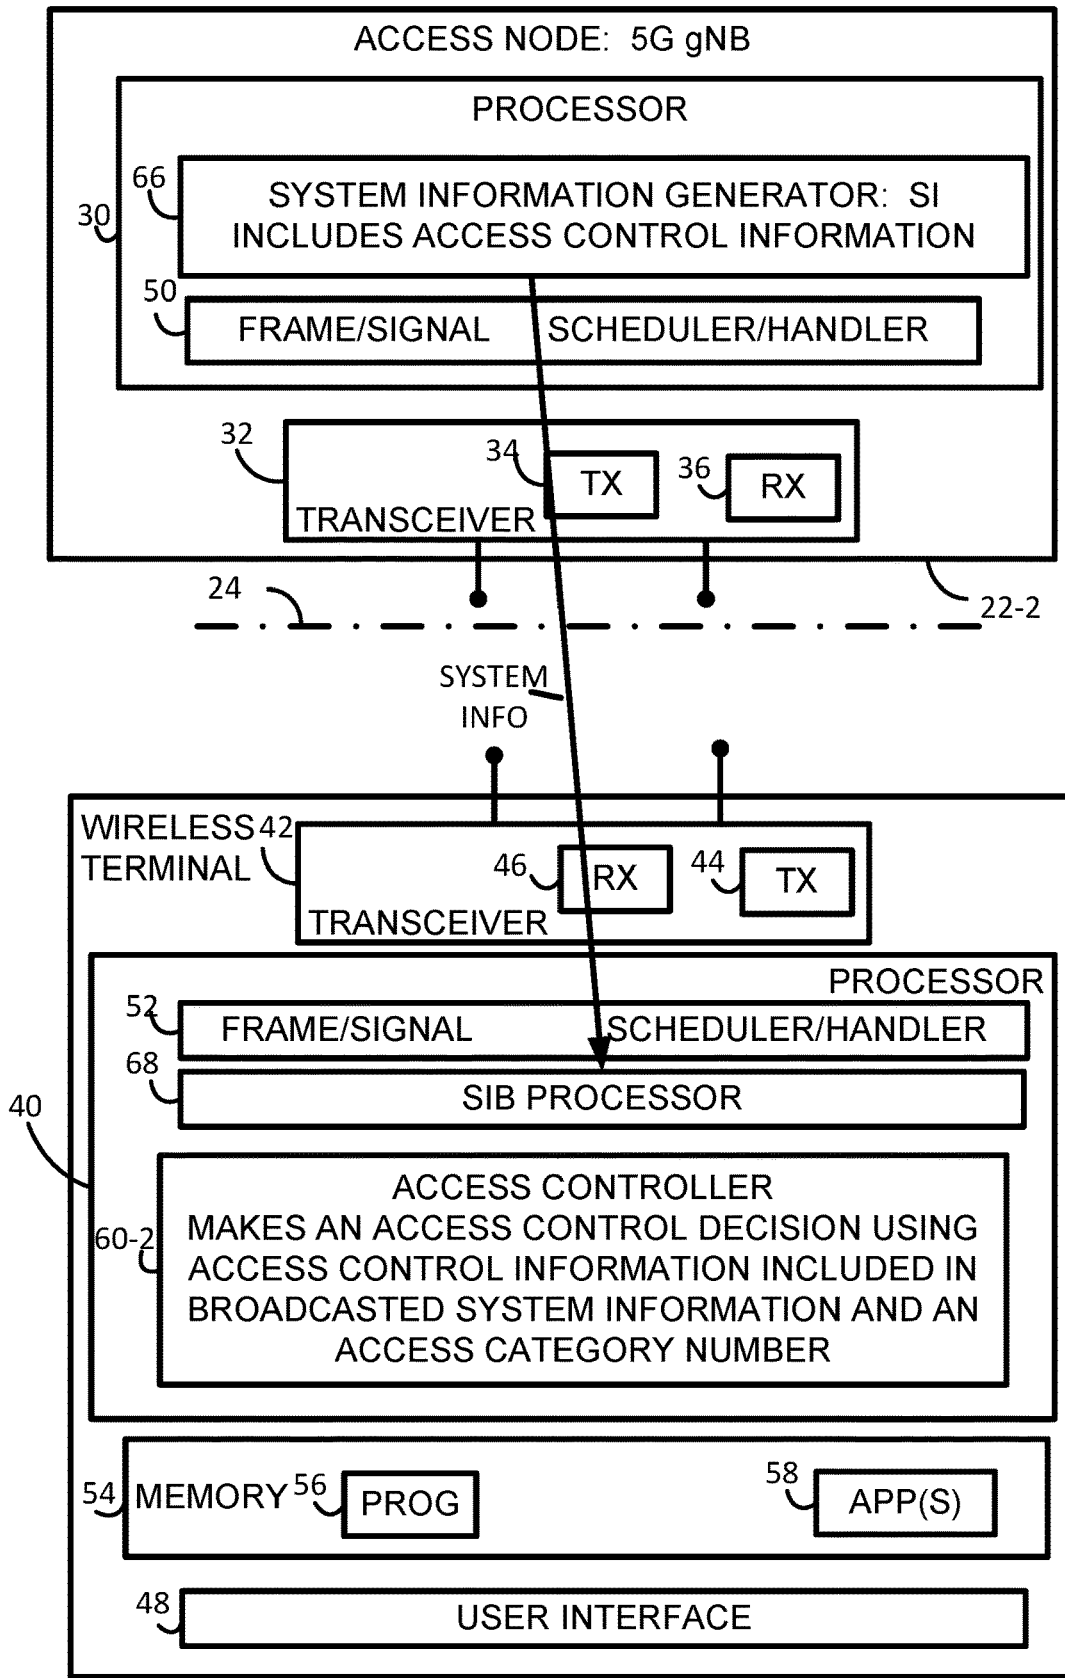 ACCESS NODE: 5G gNB
PROCESSOR
66
30
SYSTEM INFORMATION GENERATOR: SI
INCLUDES ACCESS CONTROL INFORMATION
50
FRAME/SIGNAL SCHEDULER/HANDLER
32
34
TX
36
RX
TRANSCEIVER
24
22-2
SYSTEM
INFO
WIRELESS
TERMINAL
42
46
RX
44
TX
TRANSCEIVER
PROCESSOR
52
FRAME/SIGNAL SCHEDULER/HANDLER
68
SIB PROCESSOR
40
60-2
ACCESS CONTROLLER
MAKES AN ACCESS CONTROL DECISION USING
ACCESS CONTROL INFORMATION INCLUDED IN
BROADCASTED SYSTEM INFORMATION AND AN
ACCESS CATEGORY NUMBER
54
MEMORY
56
PROG
58
APP(S)
48
USER INTERFACE